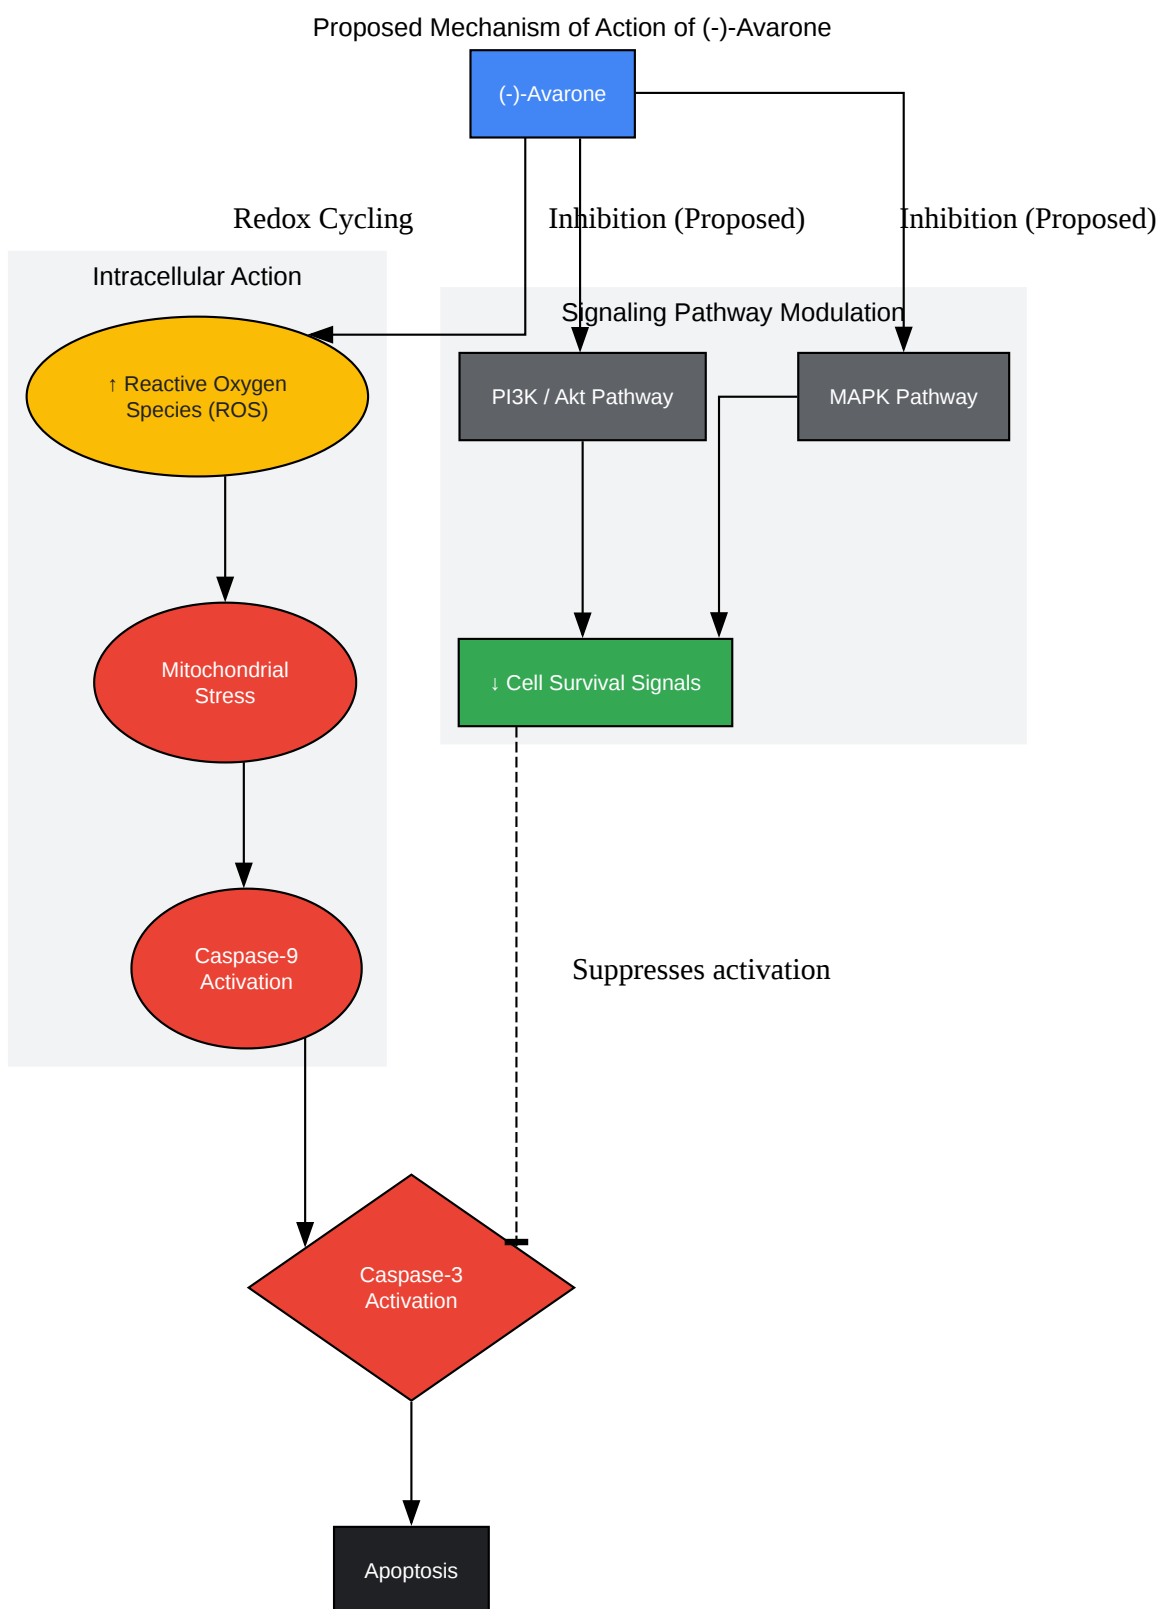 Proposed Mechanism of Action of (-)-Avarone
(-)-Avarone
Redox Cycling
Inhibition (Proposed)
Inhibition (Proposed)
Intracellular Action
Signaling Pathway Modulation
↑ Reactive Oxygen
Species (ROS)
PI3K / Akt Pathway
MAPK Pathway
Mitochondrial
Stress
↓ Cell Survival Signals
Caspase-9
Activation
Suppresses activation
Caspase-3
Activation
Apoptosis